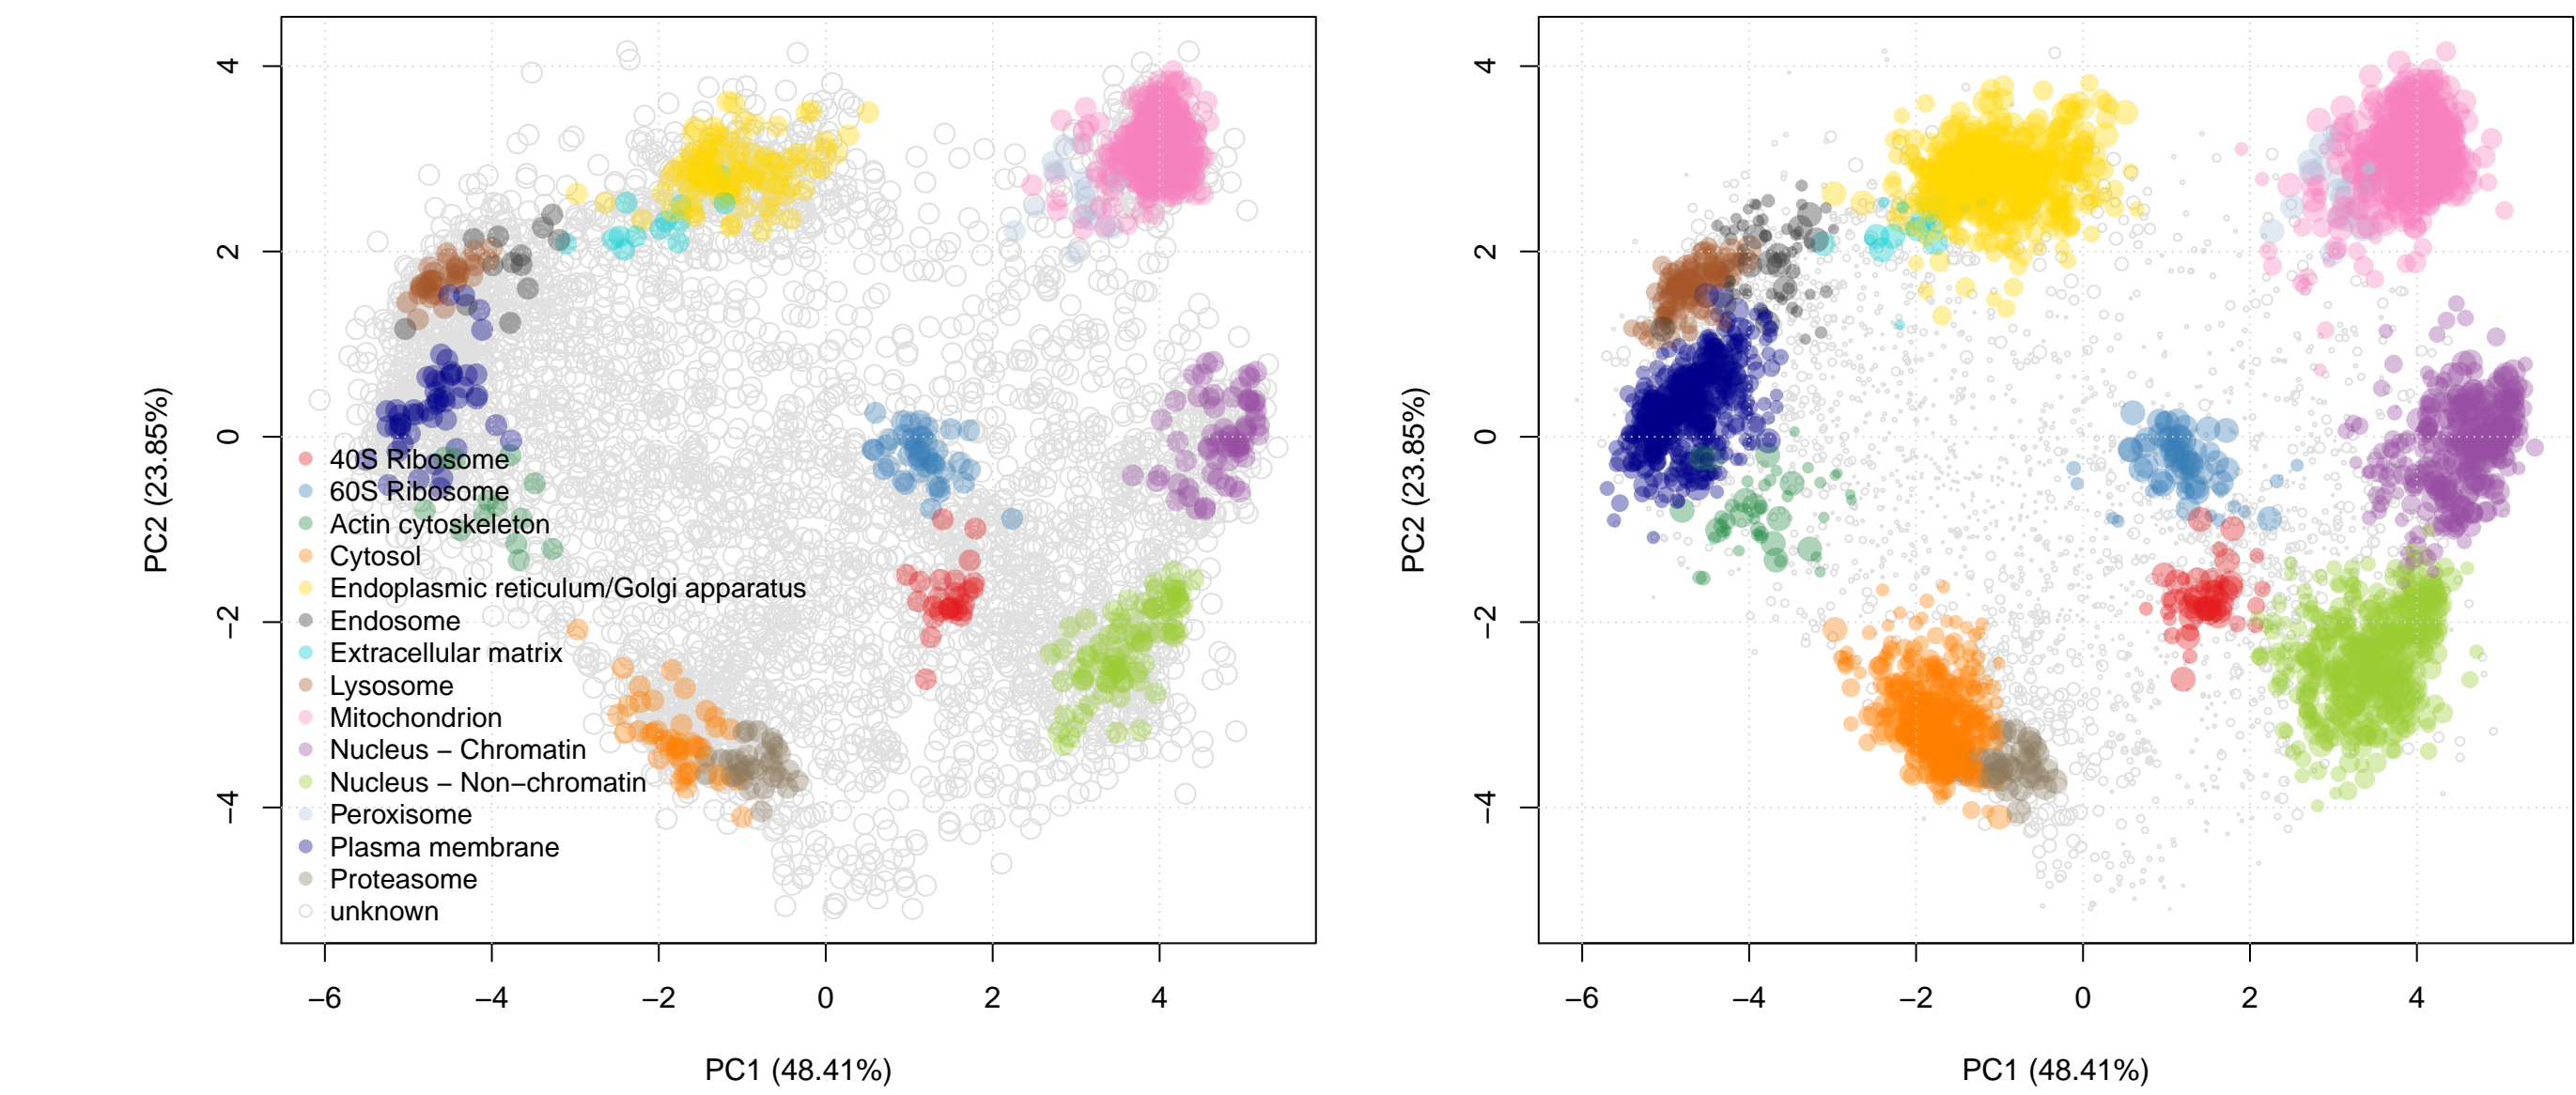 4
2
0
−2
−4
PC2 (23.85%)
40S Ribosome
60S Ribosome
Actin cytoskeleton
Cytosol
Endoplasmic reticulum/Golgi apparatus
Endosome
Extracellular matrix
Lysosome
Mitochondrion
Nucleus − Chromatin
Nucleus − Non−chromatin
Peroxisome
Plasma membrane
Proteasome
unknown
−6 −4 −2 0 2 4
PC1 (48.41%)
4
2
0
−2
−4
PC2 (23.85%)
−6 −4 −2 0 2 4
PC1 (48.41%)